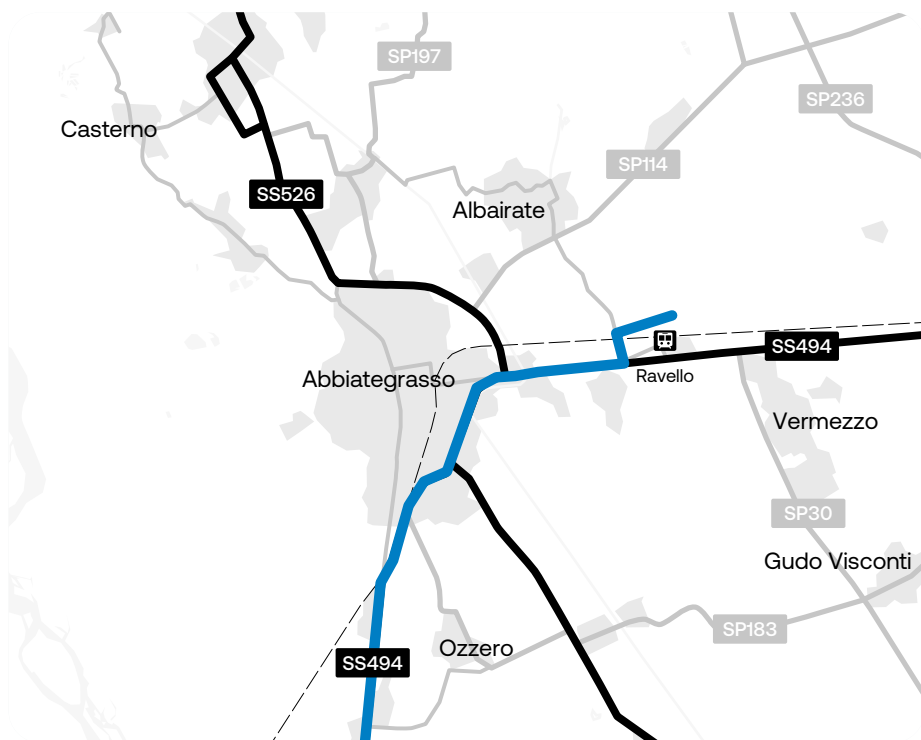 SP197
SP236
Casterno
SP114
SS526
Albairate
SS494
Ravello
Abbiategrasso
Vermezzo
SP30
Gudo Visconti
SP183
Ozzero
SS494